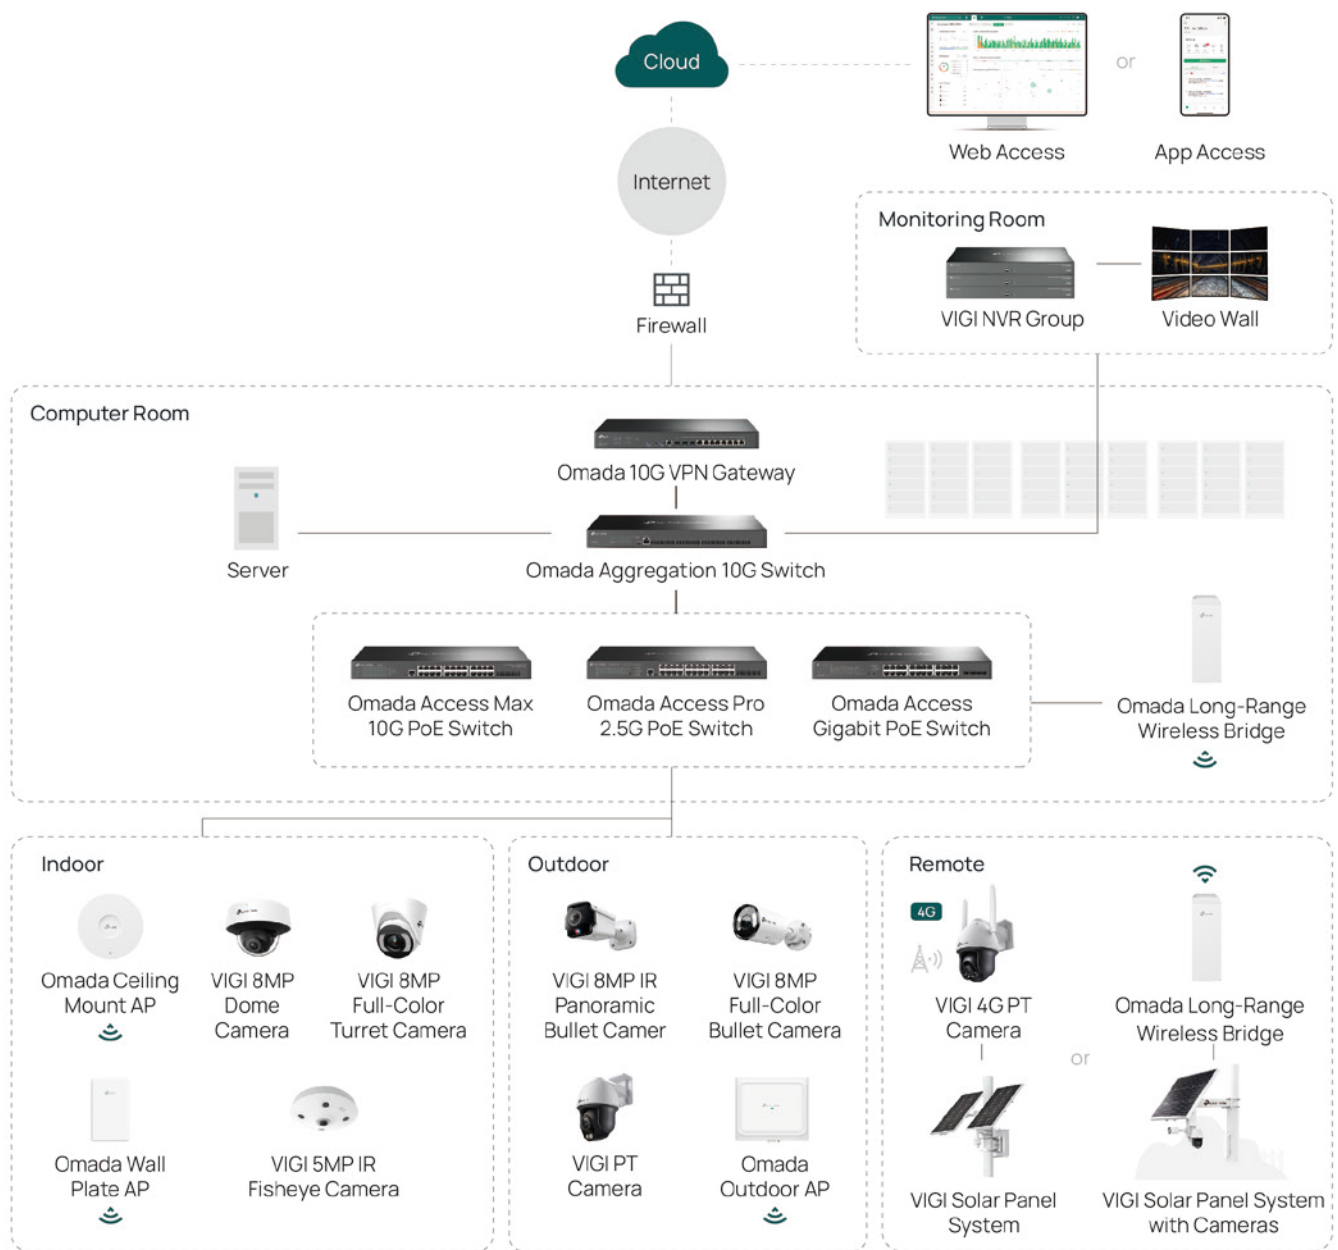 Cloud
Web Access
or
App Access
Internet
Monitoring Room
VIGI NVR Group
Video Wall
Firewall
Computer Room
Omada 10G VPN Gateway
Server
Omada Aggregation 10G Switch
Omada Access Max
10G PoE Switch
Omada Access Pro
2.5G PoE Switch
Omada Access
Gigabit PoE Switch
Omada Long-Range
Wireless Bridge
Indoor
Omada Ceiling
Mount AP
VIGI 8MP
Dome
Camera
VIGI 8MP
Full-Color
Turret Camera
Omada Wall
Plate AP
VIGI 5MP IR
Fisheye Camera
Outdoor
VIGI 8MP IR
Panoramic
Bullet Camer
VIGI 8MP
Full-Color
Bullet Camera
VIGI PT
Camera
Omada
Outdoor AP
Remote
4G
VIGI 4G PT
Camera
or
Omada Long-Range
Wireless Bridge
VIGI Solar Panel
System
VIGI Solar Panel System
with Cameras